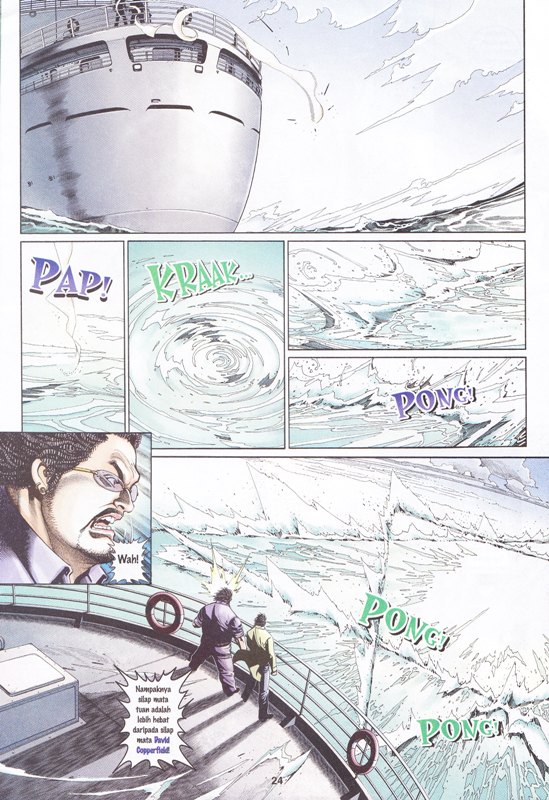 PAP!
KRAAK...
PONG!
Wah!
PONG!
PONG!
Nampaknya
silap mata
tuan adalah
lebih hebat
daripada silap
mata David
Copperfield!
24